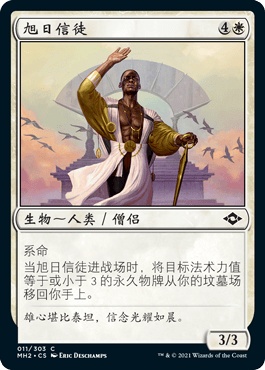 旭日信徒 4
生物~人类 / 僧侣
系命
当旭日信徒进战场时，将目标法术力值
等于或小于 3 的永久物牌从你的坟墓场
移回你手上。
雄心堪比泰坦，信念光耀如晨。
3/3
011/303 C
MH2 • CS ERIC DESCHAMPS
™ & © 2021 Wizards of the Coast